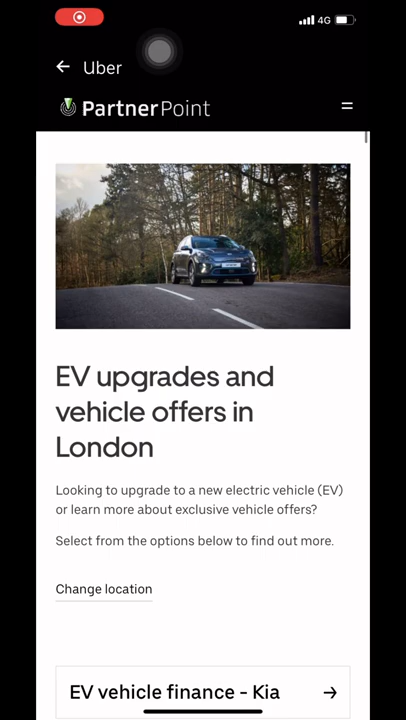 4G
Uber
PartnerPoint
EV upgrades and
vehicle offers in
London
Looking to upgrade to a new electric vehicle (EV)
or learn more about exclusive vehicle offers?
Select from the options below to find out more.
Change location
EV vehicle finance - Kia